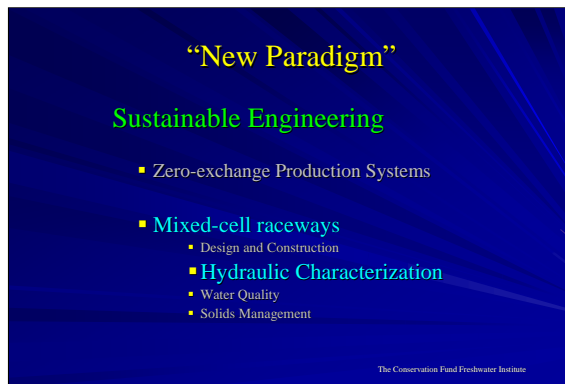 “New Paradigm”
Sustainable Engineering
▪ Zero-exchange Production Systems
▪ Mixed-cell raceways
▪ Design and Construction
▪ Hydraulic Characterization
▪ Water Quality
▪ Solids Management
The Conservation Fund Freshwater Institute